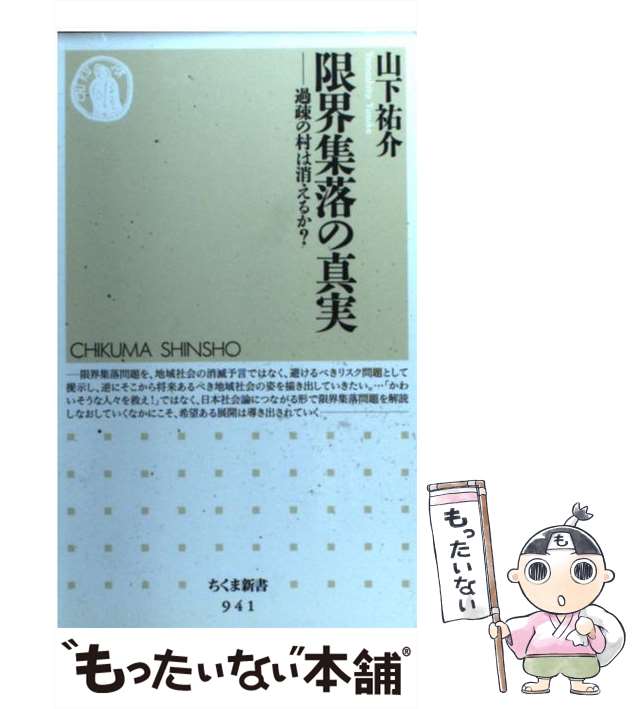 山下祐介
Yamashita Yusuke
限界集落の真実
――過疎の村は消えるか?
CHIKUMA SHINSHO
―限界集落問題を、地域社会の消滅予言ではなく、避けるべきリスク問題として
提示し、逆にそこから将来あるべき地域社会の姿を描き出していきたい。…「かわ
いそうな人々を救え!」ではなく、日本社会論につながる形で限界集落問題を解読
しなおしていくなかにこそ、希望ある展開は導き出されていく―
ちくま新書
941
"もったいない"本舗®
もったいない
も